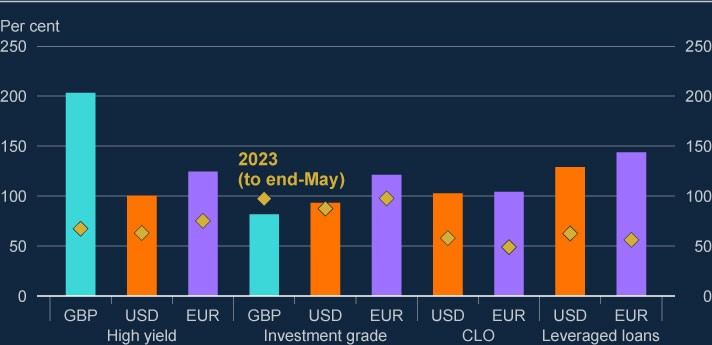 Per cent
250 250
200 200
150 150
100 100
50 50
0 0
2023
(to end-May)
GBP USD EUR GBP USD EUR USD EUR USD EUR
High yield Investment grade CLO Leveraged loans